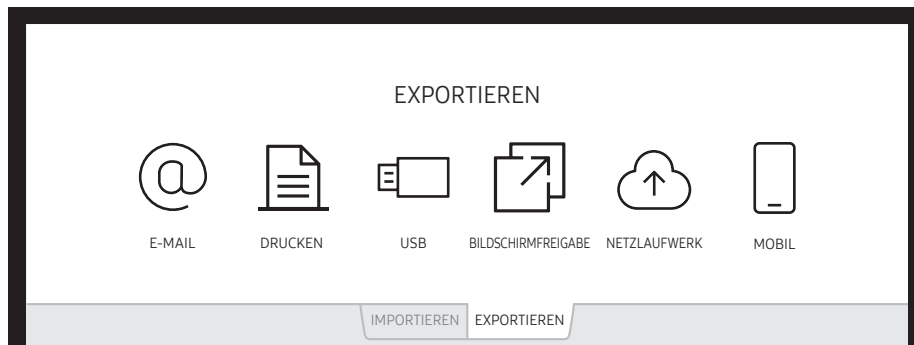 EXPORTIEREN
E-MAIL DRUCKEN USB BILDSCHIRMFREIGABE NETZLAUFWERK MOBIL
IMPORTIEREN EXPORTIEREN